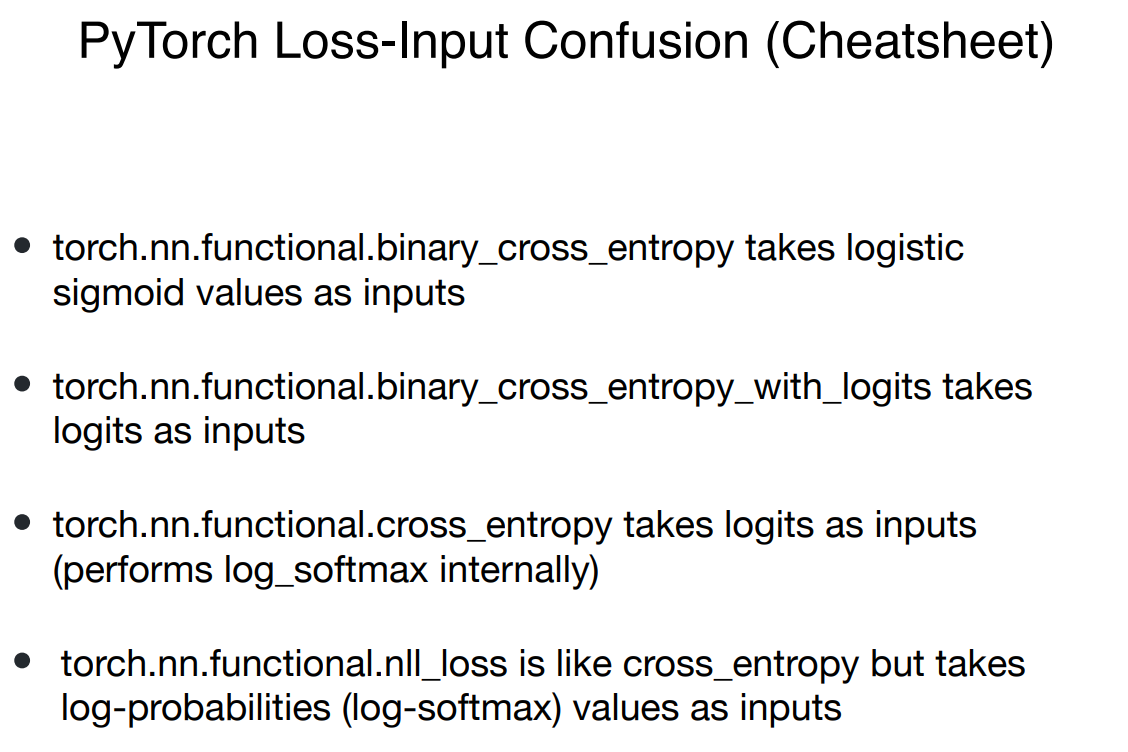 PyTorch Loss-Input Confusion (Cheatsheet)
• torch.nn.functional.binary_cross_entropy takes logistic
sigmoid values as inputs
• torch.nn.functional.binary_cross_entropy_with_logits takes
logits as inputs
• torch.nn.functional.cross_entropy takes logits as inputs
(performs log_softmax internally)
• torch.nn.functional.nll_loss is like cross_entropy but takes
log-probabilities (log-softmax) values as inputs